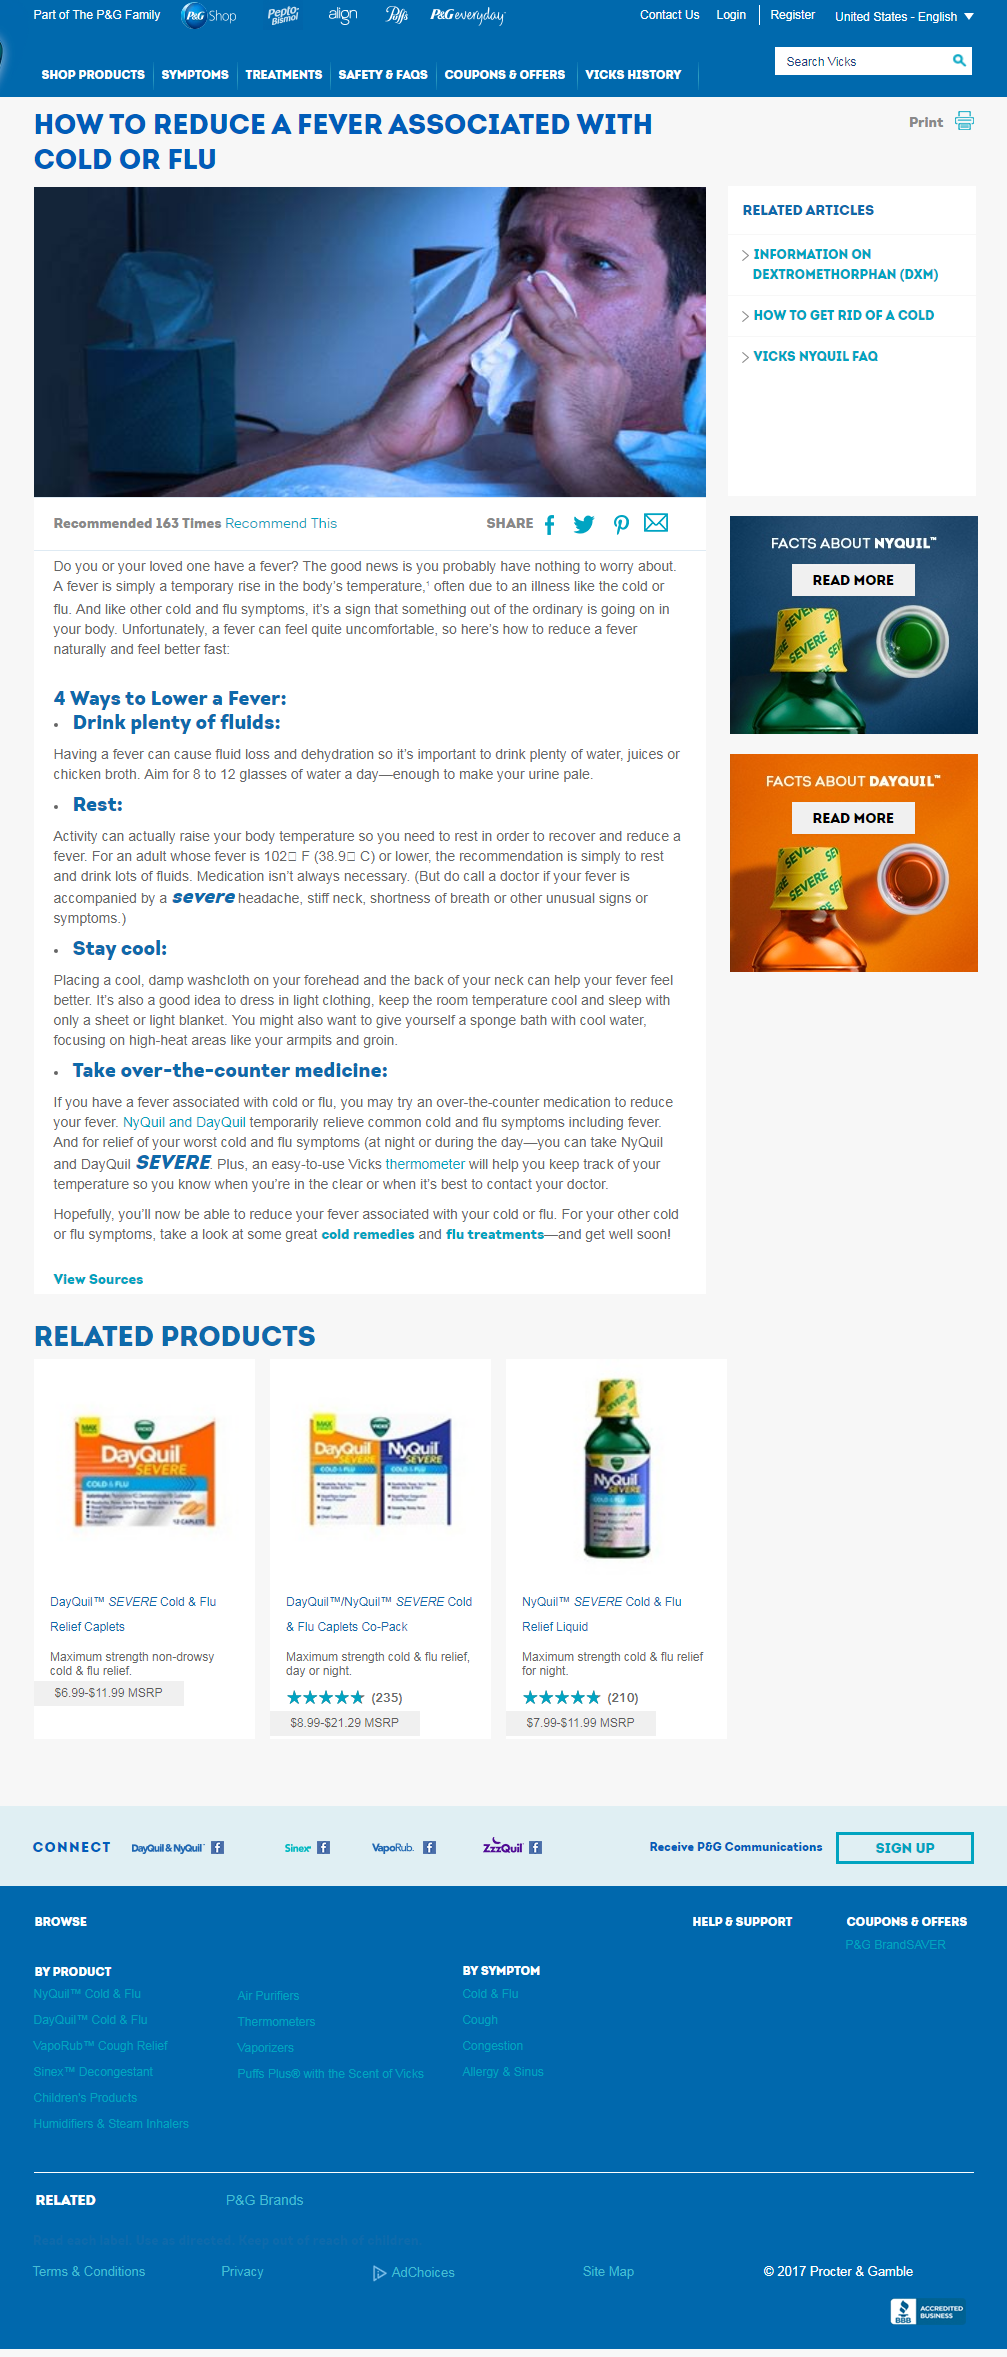 Part of The P&G Family
P&G Shop
Pepto Bismol
align
Puffs
P&G everyday
Contact Us
Login
Register
United States - English
SHOP PRODUCTS
SYMPTOMS
TREATMENTS
SAFETY & FAQS
COUPONS & OFFERS
VICKS HISTORY
Search Vicks
HOW TO REDUCE A FEVER ASSOCIATED WITH
COLD OR FLU
Print
RELATED ARTICLES
INFORMATION ON
DEXTROMETHORPHAN (DXM)
HOW TO GET RID OF A COLD
VICKS NYQUIL FAQ
Recommended 163 Times Recommend This
SHARE
Do you or your loved one have a fever? The good news is you probably have nothing to worry about.
A fever is simply a temporary rise in the body's temperature,¹ often due to an illness like the cold or
flu. And like other cold and flu symptoms, it's a sign that something out of the ordinary is going on in
your body. Unfortunately, a fever can feel quite uncomfortable, so here's how to reduce a fever
naturally and feel better fast:
4 Ways to Lower a Fever:
• Drink plenty of fluids:
Having a fever can cause fluid loss and dehydration so it's important to drink plenty of water, juices or
chicken broth. Aim for 8 to 12 glasses of water a day—enough to make your urine pale.
• Rest:
Activity can actually raise your body temperature so you need to rest in order to recover and reduce a
fever. For an adult whose fever is 102□ F (38.9□ C) or lower, the recommendation is simply to rest
and drink lots of fluids. Medication isn't always necessary. (But do call a doctor if your fever is
accompanied by a severe headache, stiff neck, shortness of breath or other unusual signs or
symptoms.)
• Stay cool:
Placing a cool, damp washcloth on your forehead and the back of your neck can help your fever feel
better. It's also a good idea to dress in light clothing, keep the room temperature cool and sleep with
only a sheet or light blanket. You might also want to give yourself a sponge bath with cool water,
focusing on high-heat areas like your armpits and groin.
• Take over-the-counter medicine:
If you have a fever associated with cold or flu, you may try an over-the-counter medication to reduce
your fever. NyQuil and DayQuil temporarily relieve common cold and flu symptoms including fever.
And for relief of your worst cold and flu symptoms (at night or during the day—you can take NyQuil
and DayQuil SEVERE. Plus, an easy-to-use Vicks thermometer will help you keep track of your
temperature so you know when you're in the clear or when it's best to contact your doctor.
Hopefully, you'll now be able to reduce your fever associated with your cold or flu. For your other cold
or flu symptoms, take a look at some great cold remedies and flu treatments—and get well soon!
View Sources
FACTS ABOUT NYQUIL™
READ MORE
SEVERE
SEVERE
FACTS ABOUT DAYQUIL™
READ MORE
SEVERE
SEVERE
RELATED PRODUCTS
MAX
VICKS
DayQuil
SEVERE
COLD & FLU
12 CAPLETS
DayQuil™ SEVERE Cold & Flu
Relief Caplets
Maximum strength non-drowsy
cold & flu relief.
$6.99-$11.99 MSRP
MAX
VICKS
DayQuil NyQuil
SEVERE SEVERE
COLD & FLU COLD & FLU
DayQuil™/NyQuil™ SEVERE Cold
& Flu Caplets Co-Pack
Maximum strength cold & flu relief,
day or night.
(235)
$8.99-$21.29 MSRP
NyQuil
SEVERE
COLD & FLU
NyQuil™ SEVERE Cold & Flu
Relief Liquid
Maximum strength cold & flu relief
for night.
(210)
$7.99-$11.99 MSRP
CONNECT
DayQuil & NyQuil™
Sinex
VapoRub.
ZzzQuil
Receive P&G Communications
SIGN UP
BROWSE
HELP & SUPPORT
COUPONS & OFFERS
P&G BrandSAVER
BY PRODUCT
NyQuil™ Cold & Flu
DayQuil™ Cold & Flu
VapoRub™ Cough Relief
Sinex™ Decongestant
Children's Products
Humidifiers & Steam Inhalers
Air Purifiers
Thermometers
Vaporizers
Puffs Plus® with the Scent of Vicks
BY SYMPTOM
Cold & Flu
Cough
Congestion
Allergy & Sinus
RELATED
P&G Brands
Terms & Conditions
Privacy
AdChoices
Site Map
© 2017 Procter & Gamble
BBB
ACCREDITED
BUSINESS